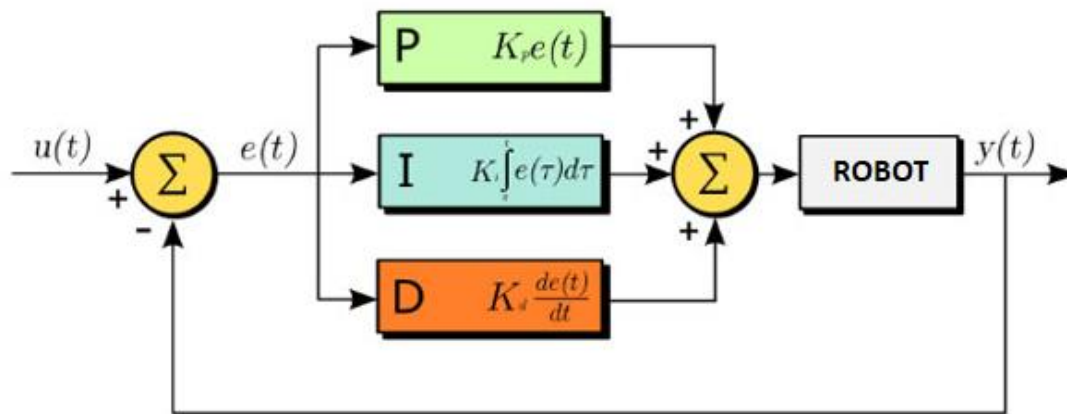 P K_p e(t)
u(t)
+
-
Σ
e(t)
I K_i ∫ e(τ)dτ
+
+
+
Σ
ROBOT
y(t)
D K_d de(t)/dt